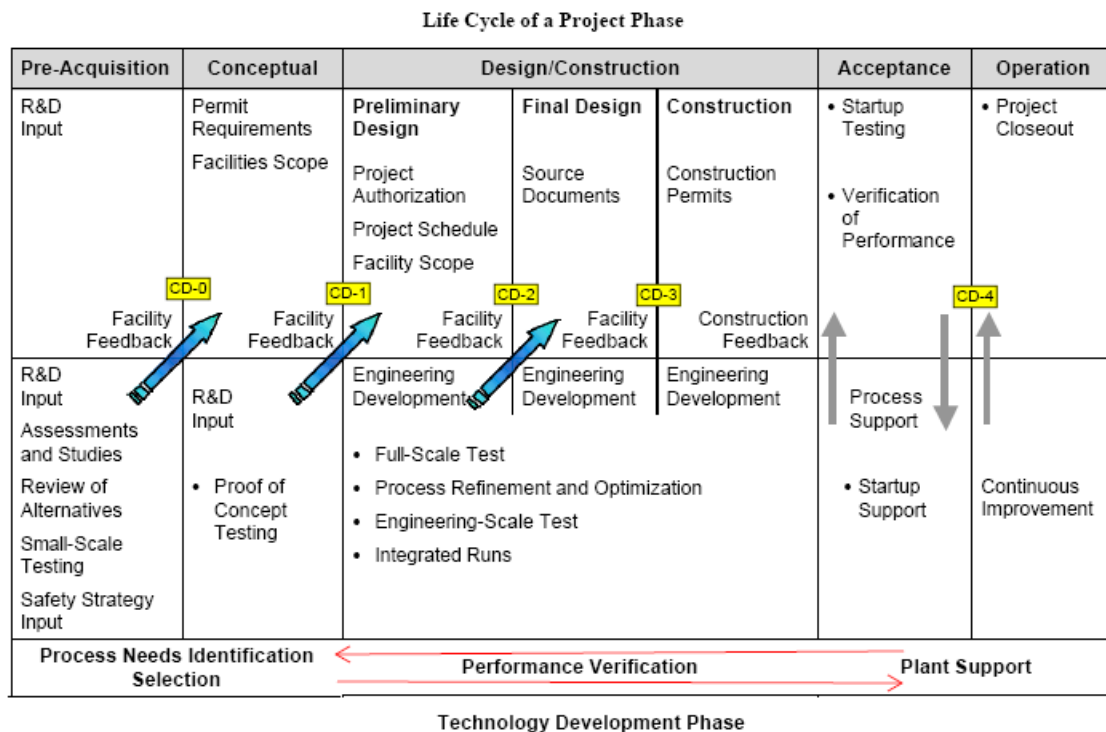 Life Cycle of a Project Phase
Pre-Acquisition
Conceptual
Design/Construction
Acceptance
Operation
R&D
Input
Permit
Requirements
Facilities Scope
Preliminary
Design
Project
Authorization
Project Schedule
Facility Scope
Final Design
Source
Documents
Construction
Construction
Permits
• Startup
Testing
• Verification
of
Performance
• Project
Closeout
CD-0
CD-1
CD-2
CD-3
CD-4
Facility
Feedback
Facility
Feedback
Facility
Feedback
Facility
Feedback
Construction
Feedback
R&D
Input
Assessments
and Studies
Review of
Alternatives
Small-Scale
Testing
Safety Strategy
Input
R&D
Input
• Proof of
Concept
Testing
Engineering
Development
Engineering
Development
Engineering
Development
• Full-Scale Test
• Process Refinement and Optimization
• Engineering-Scale Test
• Integrated Runs
Process
Support
• Startup
Support
Continuous
Improvement
Process Needs Identification
Selection
Performance Verification
Plant Support
Technology Development Phase